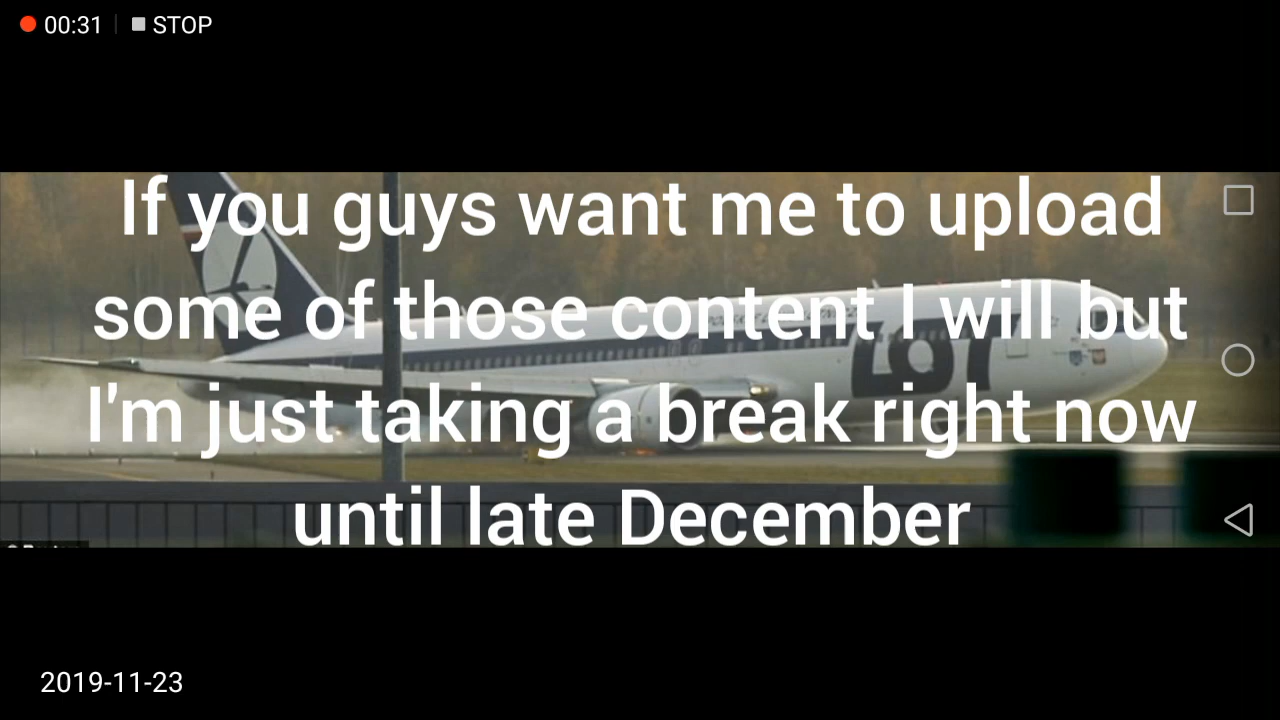 00:31 STOP
If you guys want me to upload
some of those content I will but
LOT
I'm just taking a break right now
until late December
2019-11-23